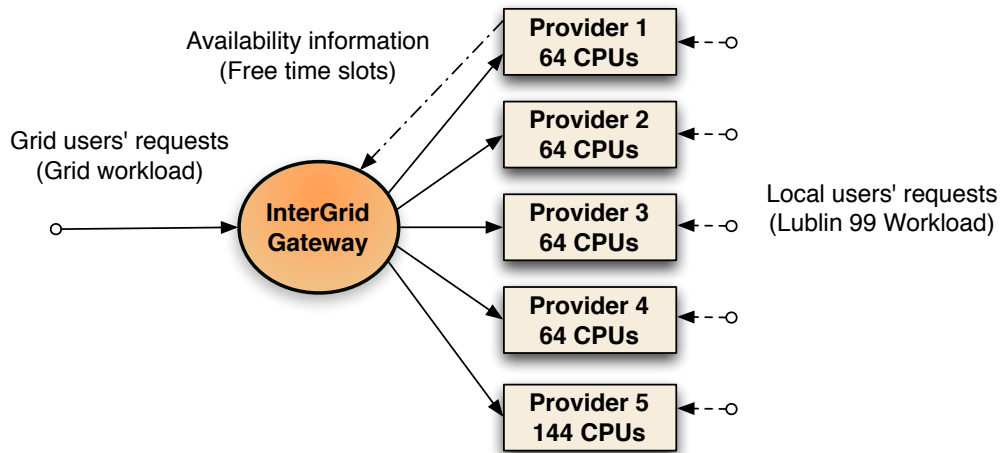 Availability information
(Free time slots)
Provider 1
64 CPUs
Grid users' requests
(Grid workload)
Provider 2
64 CPUs
InterGrid
Gateway
Provider 3
64 CPUs
Local users' requests
(Lublin 99 Workload)
Provider 4
64 CPUs
Provider 5
144 CPUs